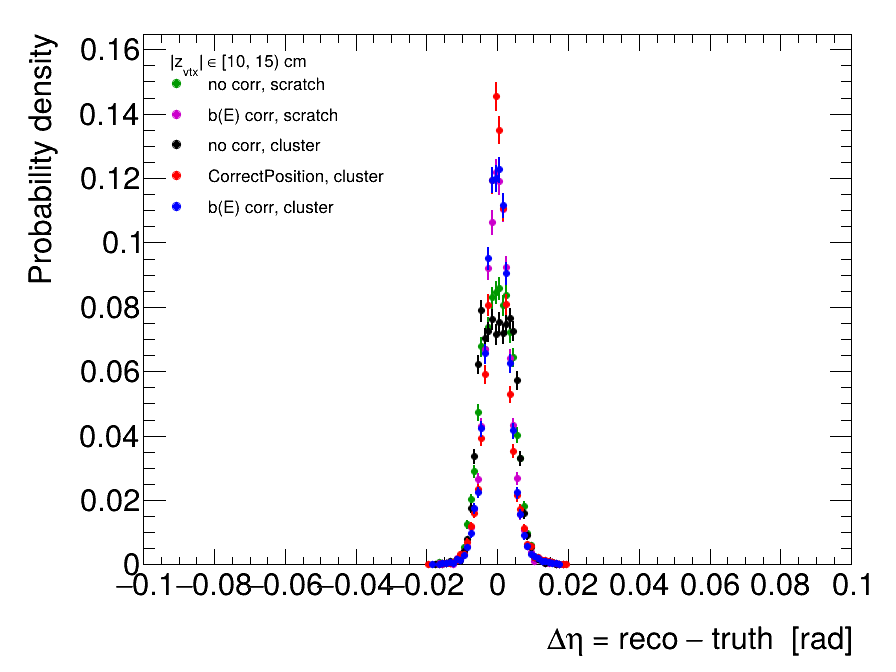 Probability density
0.16
0.14
0.12
0.1
0.08
0.06
0.04
0.02
0
|z_vtx| ∈ [10, 15) cm
no corr, scratch
b(E) corr, scratch
no corr, cluster
CorrectPosition, cluster
b(E) corr, cluster
−0.1 −0.08 −0.06 −0.04 −0.02 0 0.02 0.04 0.06 0.08 0.1
Δη = reco − truth [rad]